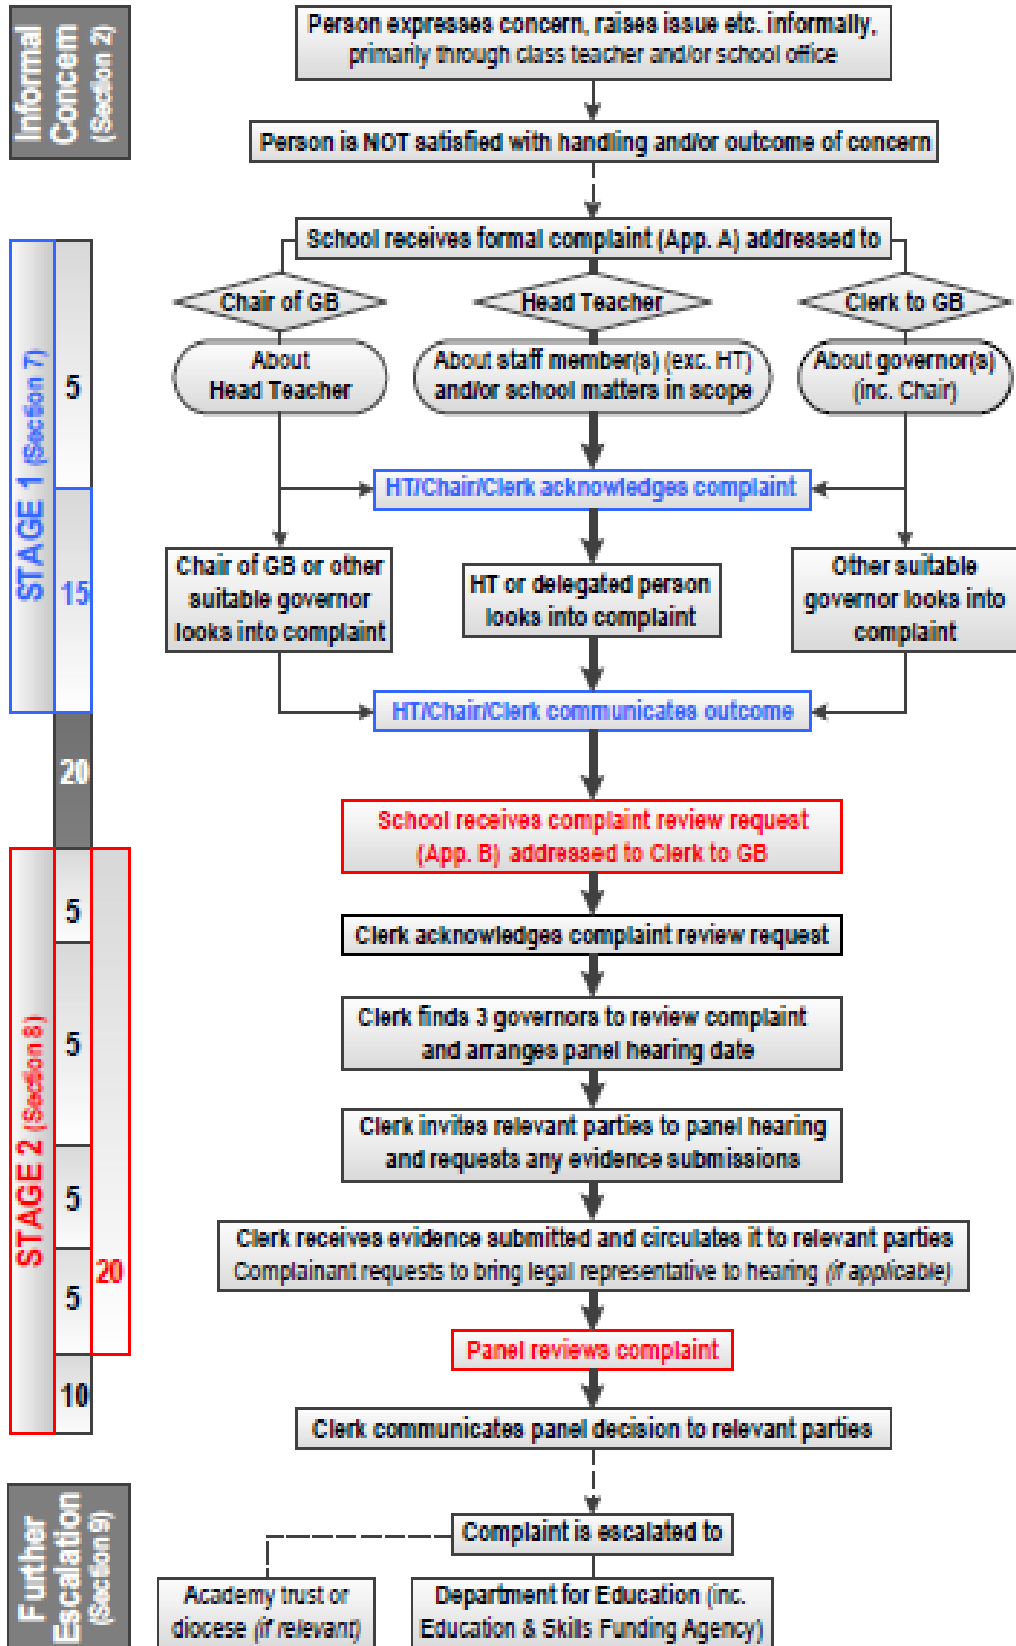 Informal
Concern
(Section 2)
Person expresses concern, raises issue etc. informally,
primarily through class teacher and/or school office
Person is NOT satisfied with handling and/or outcome of concern
STAGE 1 (Section 7)
5
15
School receives formal complaint (App. A) addressed to
Chair of GB
Head Teacher
Clerk to GB
About
Head Teacher
About staff member(s) (exc. HT)
and/or school matters in scope
About governor(s)
(inc. Chair)
HT/Chair/Clerk acknowledges complaint
Chair of GB or other
suitable governor
looks into complaint
HT or delegated person
looks into complaint
Other suitable
governor looks into
complaint
HT/Chair/Clerk communicates outcome
20
School receives complaint review request
(App. B) addressed to Clerk to GB
STAGE 2 (Section 8)
5
5
5
5
20
10
Clerk acknowledges complaint review request
Clerk finds 3 governors to review complaint
and arranges panel hearing date
Clerk invites relevant parties to panel hearing
and requests any evidence submissions
Clerk receives evidence submitted and circulates it to relevant parties
Complainant requests to bring legal representative to hearing (if applicable)
Panel reviews complaint
Clerk communicates panel decision to relevant parties
Further
Escalation
(Section 9)
Complaint is escalated to
Academy trust or
diocese (if relevant)
Department for Education (inc.
Education & Skills Funding Agency)